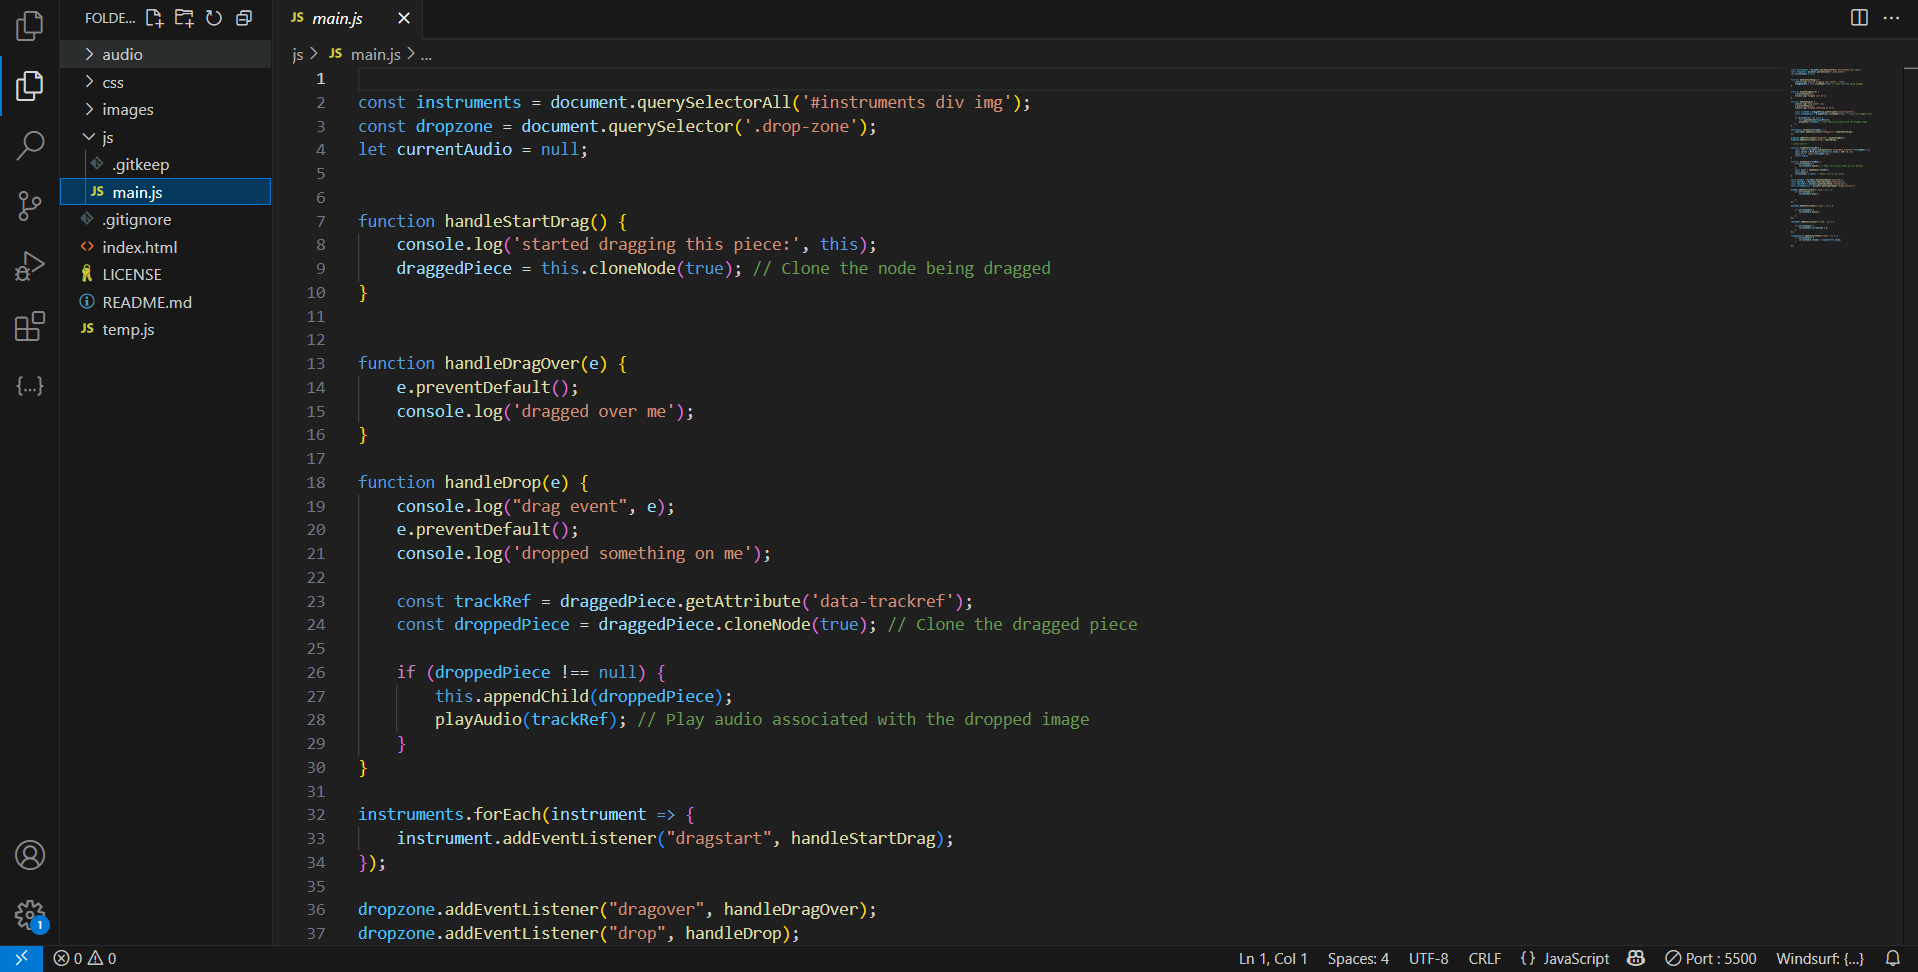 FOLDE...
audio
css
images
js
.gitkeep
JS main.js
.gitignore
<> index.html
LICENSE
README.md
JS temp.js
{...}
1
JS main.js
js > JS main.js > ...
1
2 const instruments = document.querySelectorAll('#instruments div img');
3 const dropzone = document.querySelector('.drop-zone');
4 let currentAudio = null;
5
6
7 function handleStartDrag() {
8 console.log('started dragging this piece:', this);
9 draggedPiece = this.cloneNode(true); // Clone the node being dragged
10 }
11
12
13 function handleDragOver(e) {
14 e.preventDefault();
15 console.log('dragged over me');
16 }
17
18 function handleDrop(e) {
19 console.log("drag event", e);
20 e.preventDefault();
21 console.log('dropped something on me');
22
23 const trackRef = draggedPiece.getAttribute('data-trackref');
24 const droppedPiece = draggedPiece.cloneNode(true); // Clone the dragged piece
25
26 if (droppedPiece !== null) {
27 this.appendChild(droppedPiece);
28 playAudio(trackRef); // Play audio associated with the dropped image
29 }
30 }
31
32 instruments.forEach(instrument => {
33 instrument.addEventListener("dragstart", handleStartDrag);
34 });
35
36 dropzone.addEventListener("dragover", handleDragOver);
37 dropzone.addEventListener("drop", handleDrop);
0 0 Ln 1, Col 1 Spaces: 4 UTF-8 CRLF {} JavaScript Port : 5500 Windsurf: {...}